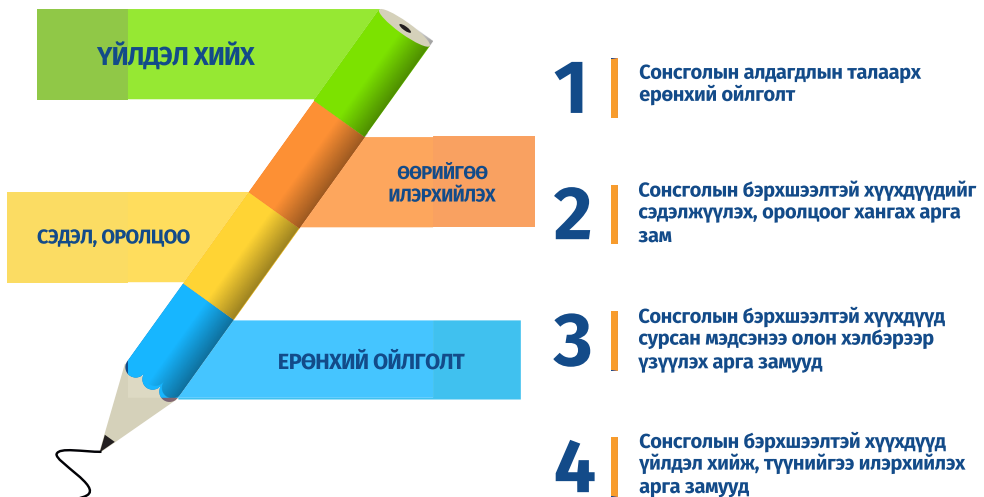 ҮЙЛДЭЛ ХИЙХ
ӨӨРИЙГӨӨ
ИЛЭРХИЙЛЭХ
СЭДЭЛ, ОРОЛЦОО
ЕРӨНХИЙ ОЙЛГОЛТ
1
Сонсголын алдагдлын талаарх
ерөнхий ойлголт
2
Сонсголын бэрхшээлтэй хүүхдүүдийг
сэдэлжүүлэх, оролцоог хангах арга
зам
3
Сонсголын бэрхшээлтэй хүүхдүүд
сурсан мэдсэнээ олон хэлбэрээр
үзүүлэх арга замууд
4
Сонсголын бэрхшээлтэй хүүхдүүд
үйлдэл хийж, түүнийгээ илэрхийлэх
арга замууд